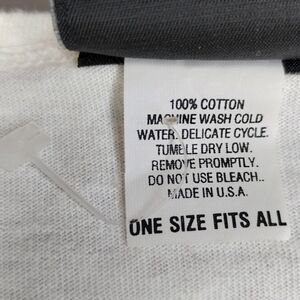 100% COTTON
MACHINE WASH COLD
WATER. DELICATE CYCLE.
TUMBLE DRY LOW.
REMOVE PROMPTLY.
DO NOT USE BLEACH..
MADE IN U.S.A.
ONE SIZE FITS ALL